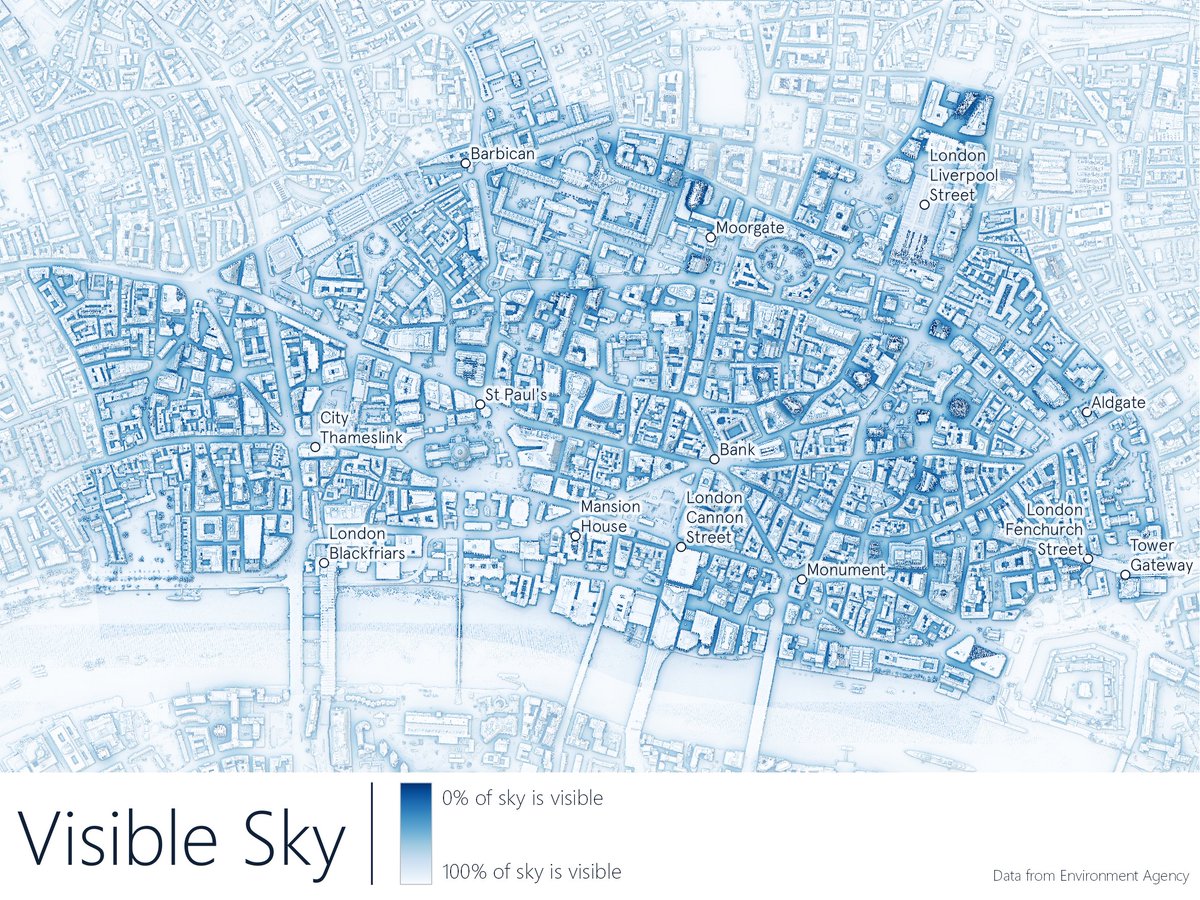 Barbican
London
Liverpool
Street
Moorgate
St Paul's
Aldgate
City
Thameslink
Bank
Mansion
House
London
Cannon
Street
London
Fenchurch
Street
London
Blackfriars
Tower
Gateway
Monument
Visible Sky
0% of sky is visible
100% of sky is visible
Data from Environment Agency